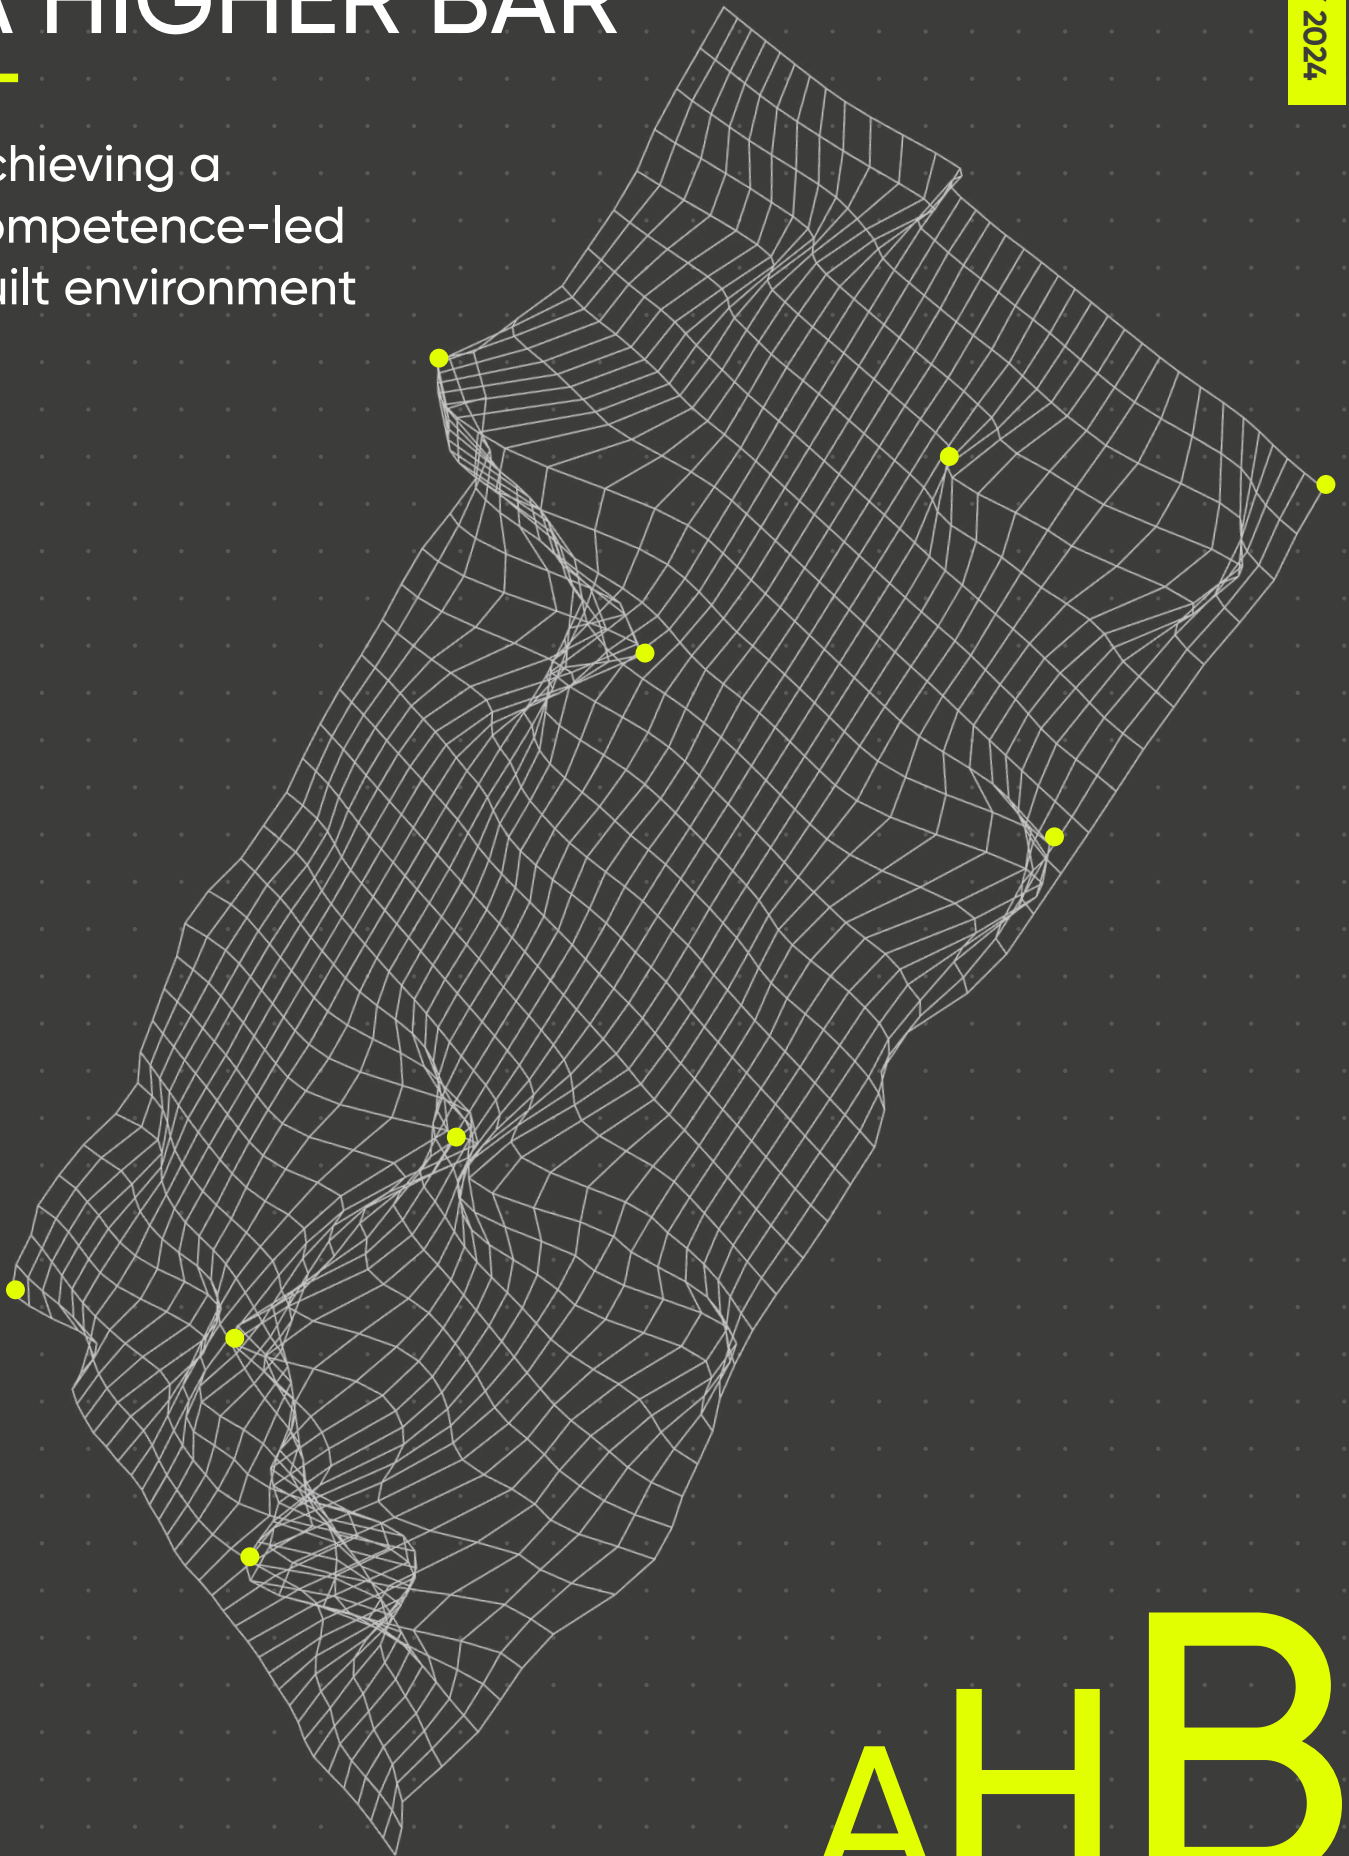 A HIGHER BAR
2024
chieving a
ompetence-led
uilt environment
AHB